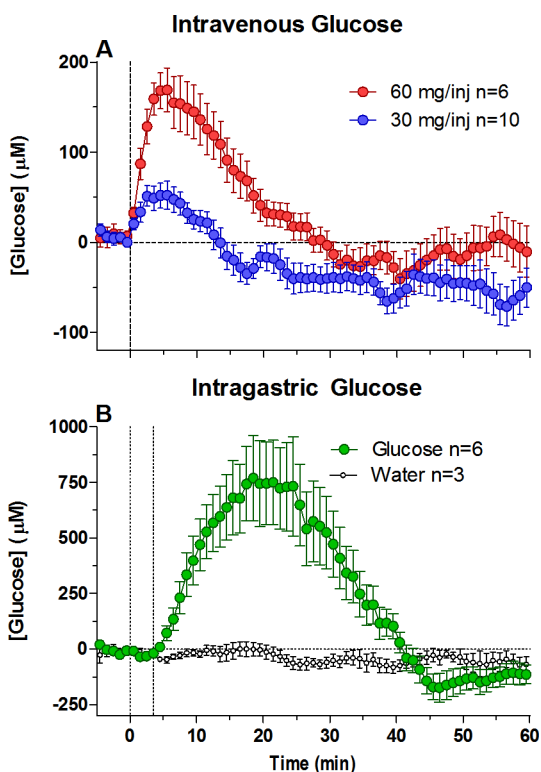 Intravenous Glucose
A
200
100
0
-100
[Glucose] (μM)
60 mg/inj n=6
30 mg/inj n=10
Intragastric Glucose
B
1000
750
500
250
0
-250
[Glucose] (μM)
Glucose n=6
Water n=3
0 10 20 30 40 50 60
Time (min)